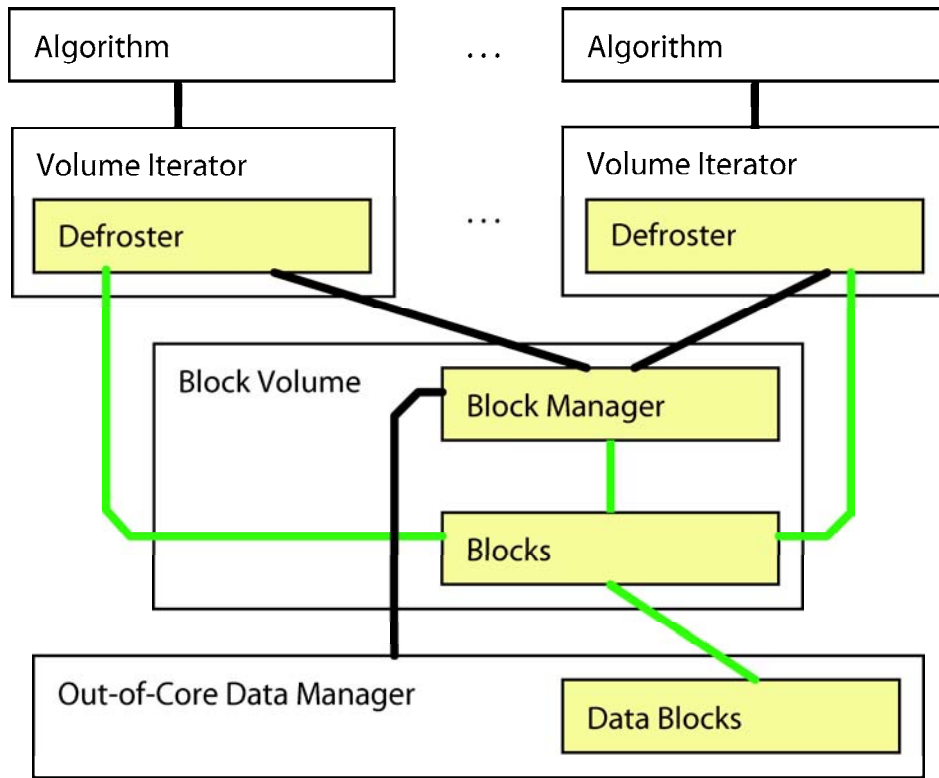 Algorithm
...
Algorithm
Volume Iterator
Volume Iterator
Defroster
...
Defroster
Block Volume
Block Manager
Blocks
Out-of-Core Data Manager
Data Blocks